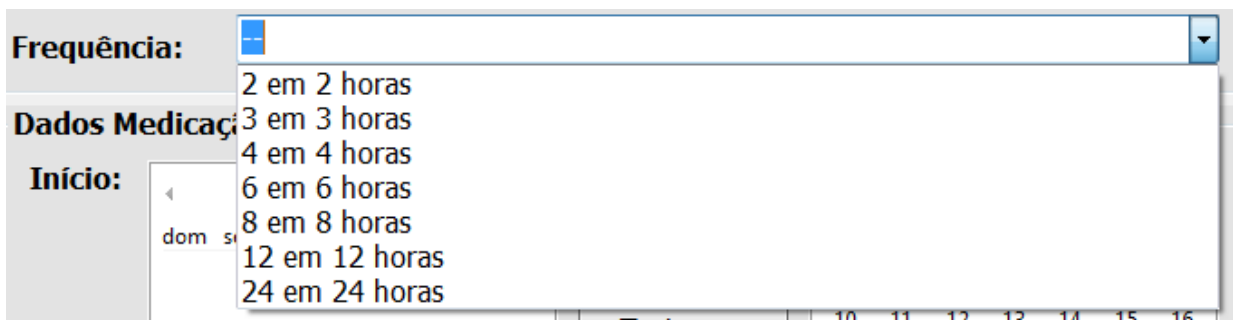 Frequência: --
2 em 2 horas
3 em 3 horas
4 em 4 horas
6 em 6 horas
8 em 8 horas
12 em 12 horas
24 em 24 horas
Dados
Início:
dom
10 11 12 13 14 15 16